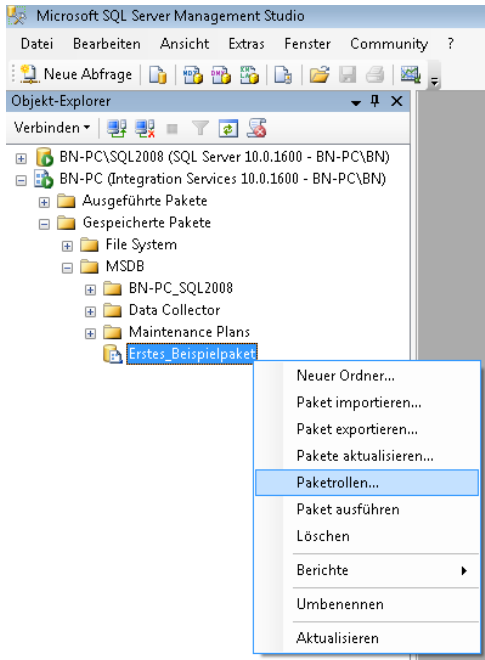 Microsoft SQL Server Management Studio
Datei Bearbeiten Ansicht Extras Fenster Community ?
Neue Abfrage
Objekt-Explorer
Verbinden
BN-PC\SQL2008 (SQL Server 10.0.1600 - BN-PC\BN)
BN-PC (Integration Services 10.0.1600 - BN-PC\BN)
Ausgeführte Pakete
Gespeicherte Pakete
File System
MSDB
BN-PC_SQL2008
Data Collector
Maintenance Plans
Erstes_Beispielpaket
Neuer Ordner...
Paket importieren...
Paket exportieren...
Pakete aktualisieren...
Paketrollen...
Paket ausführen
Löschen
Berichte
Umbenennen
Aktualisieren